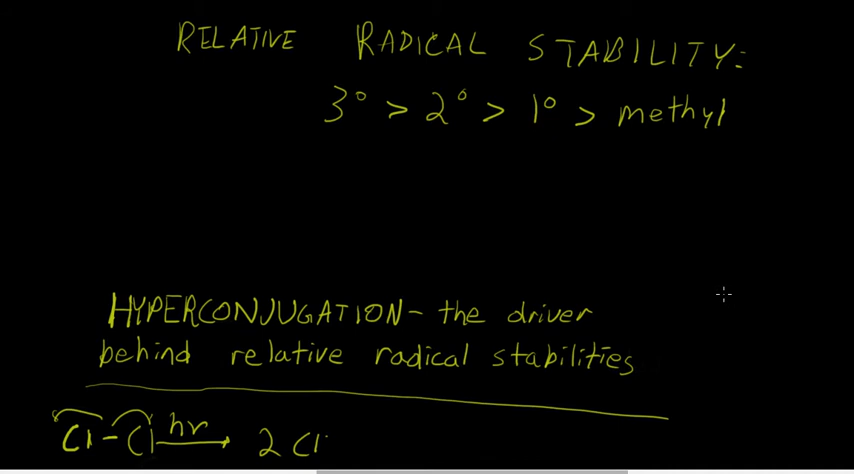 RELATIVE RADICAL STABILITY:
3° > 2° > 1° > methyl
HYPERCONJUGATION - the driver
behind relative radical stabilities
Cl-Cl hν 2 Cl·